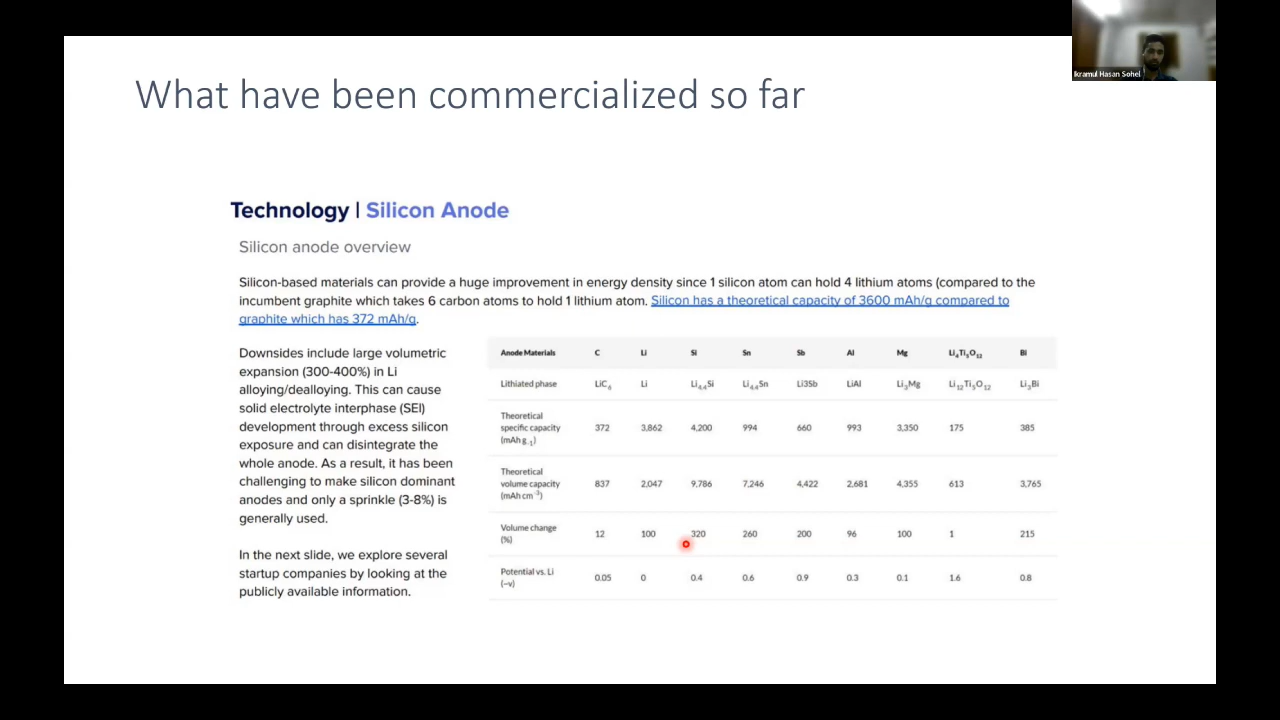 Ikramul Hasan Sohel
What have been commercialized so far
Technology | Silicon Anode
Silicon anode overview
Silicon-based materials can provide a huge improvement in energy density since 1 silicon atom can hold 4 lithium atoms (compared to the
incumbent graphite which takes 6 carbon atoms to hold 1 lithium atom. Silicon has a theoretical capacity of 3600 mAh/g compared to
graphite which has 372 mAh/g.
Downsides include large volumetric
expansion (300-400%) in Li
alloying/dealloying. This can cause
solid electrolyte interphase (SEI)
development through excess silicon
exposure and can disintegrate the
whole anode. As a result, it has been
challenging to make silicon dominant
anodes and only a sprinkle (3-8%) is
generally used.
In the next slide, we explore several
startup companies by looking at the
publicly available information.
Anode Materials C Li Si Sn Sb Al Mg Li₄Ti₅O₁₂ Bi
Lithiated phase LiC₆ Li Li₄.₄Si Li₄.₄Sn Li3Sb LiAl Li₃Mg Li₁₂Ti₅O₁₂ Li₃Bi
Theoretical
specific capacity 372 3,862 4,200 994 660 993 3,350 175 385
(mAh g₋₁)
Theoretical
volume capacity 837 2,047 9,786 7,246 4,422 2,681 4,355 613 3,765
(mAh cm⁻³)
Volume change 12 100 320 260 200 96 100 1 215
(%)
Potential vs. Li 0.05 0 0.4 0.6 0.9 0.3 0.1 1.6 0.8
(~v)